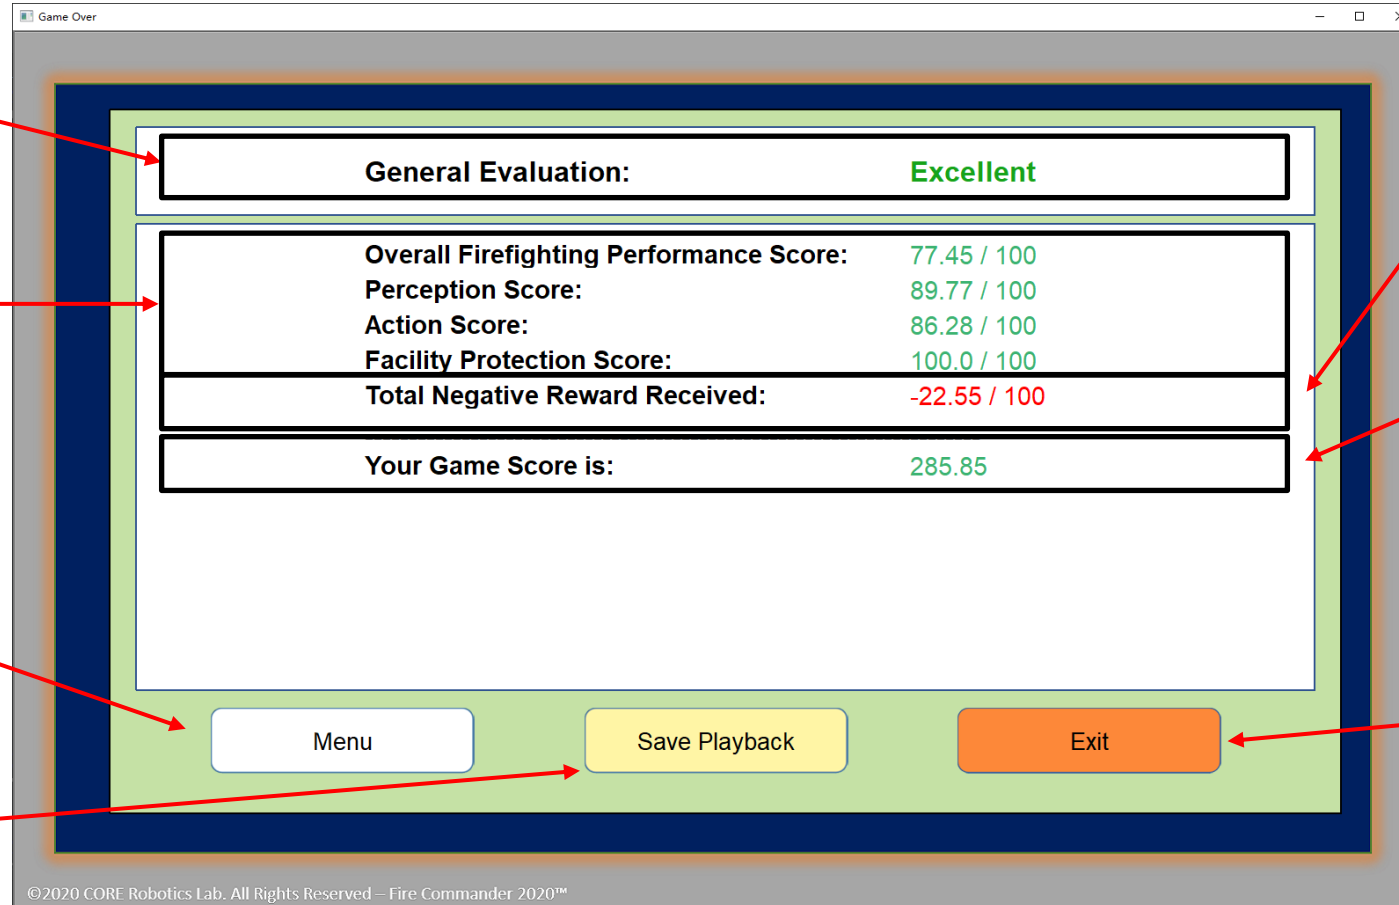 Game Over
General Evaluation: Excellent
Overall Firefighting Performance Score: 77.45 / 100
Perception Score: 89.77 / 100
Action Score: 86.28 / 100
Facility Protection Score: 100.0 / 100
Total Negative Reward Received: -22.55 / 100
Your Game Score is: 285.85
Menu Save Playback Exit
©2020 CORE Robotics Lab. All Rights Reserved – Fire Commander 2020™